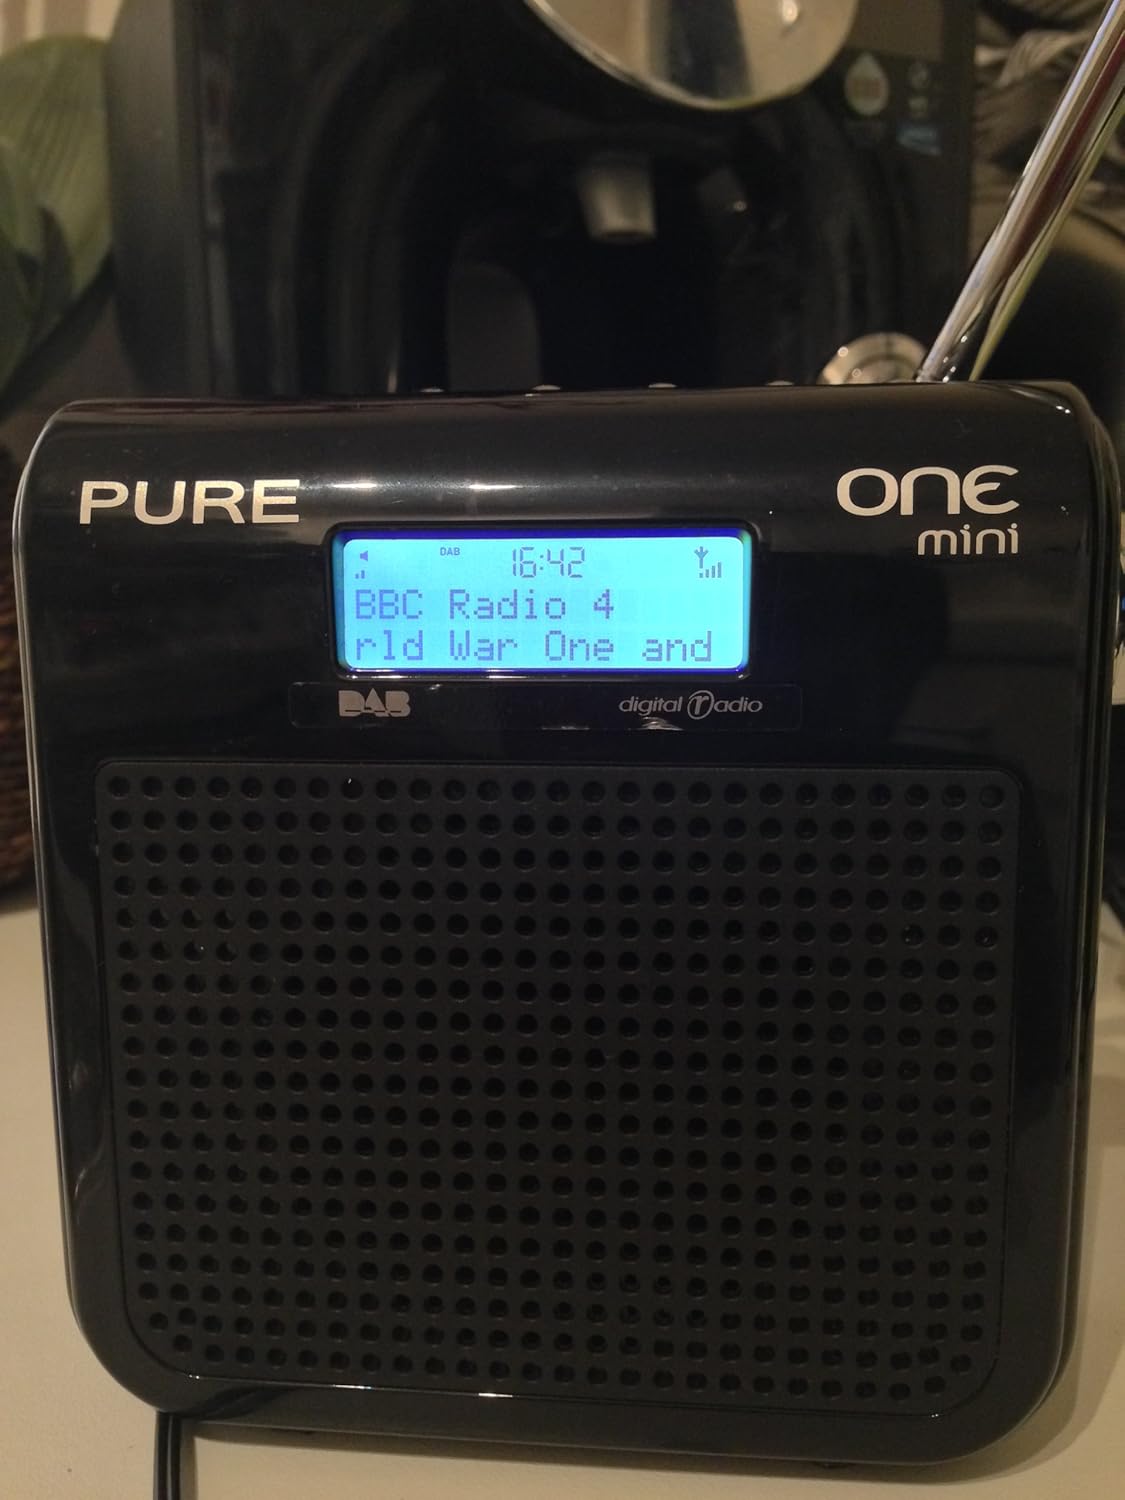 PURE
ONE
mini
DAB 16:42
BBC Radio 4
rld War One and
DAB
digital radio